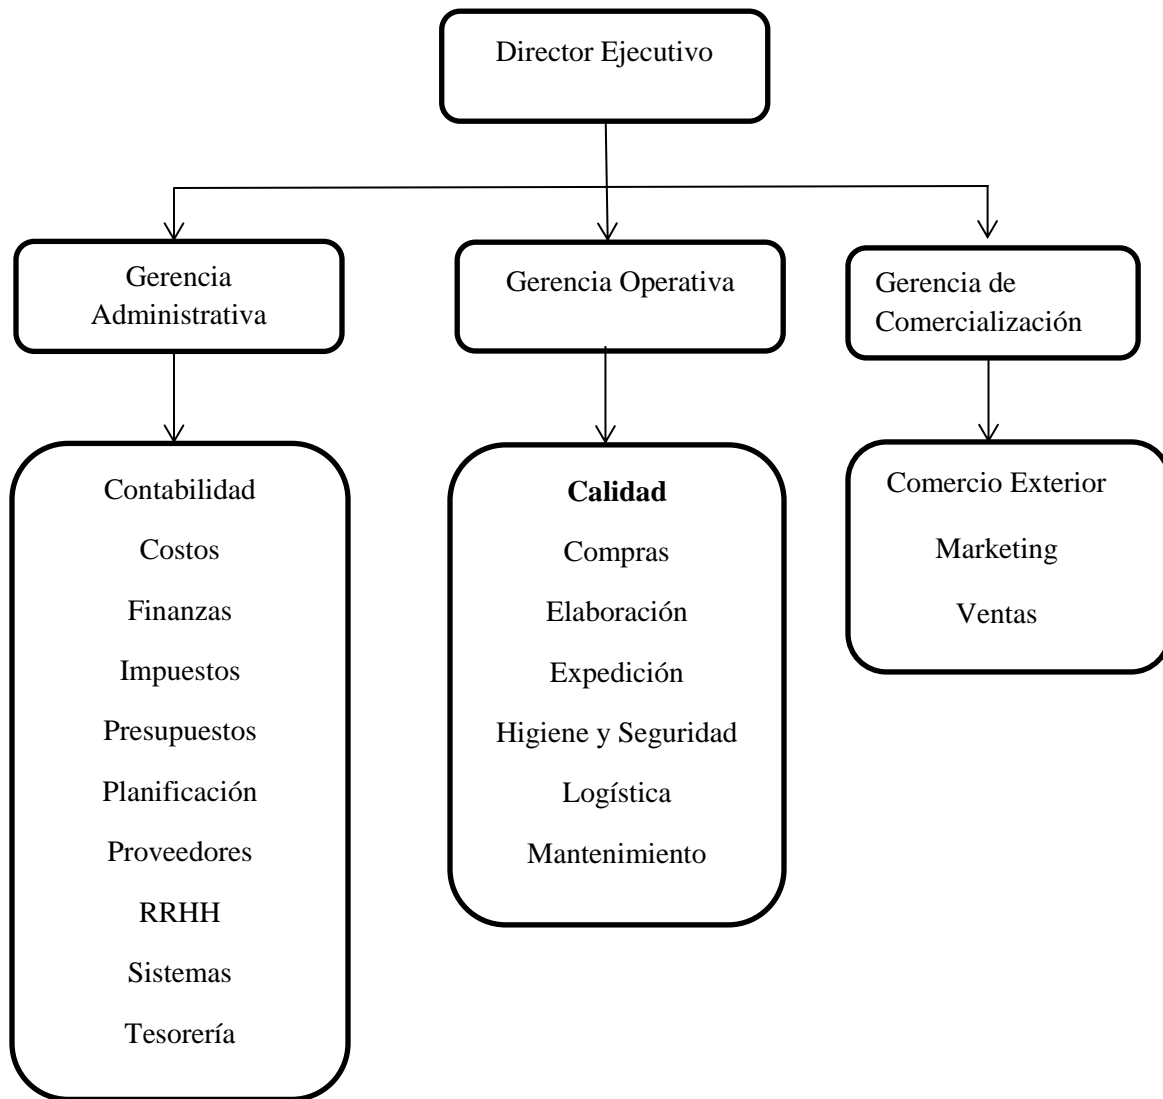 Director Ejecutivo
Gerencia
Administrativa
Gerencia Operativa
Gerencia de
Comercialización
Contabilidad
Costos
Finanzas
Impuestos
Presupuestos
Planificación
Proveedores
RRHH
Sistemas
Tesorería
Calidad
Compras
Elaboración
Expedición
Higiene y Seguridad
Logística
Mantenimiento
Comercio Exterior
Marketing
Ventas